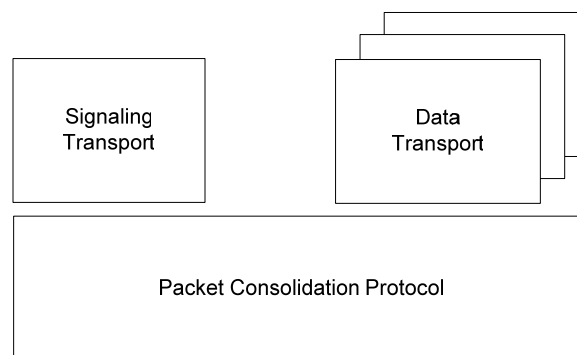 Signaling
Transport
Data
Transport
Packet Consolidation Protocol